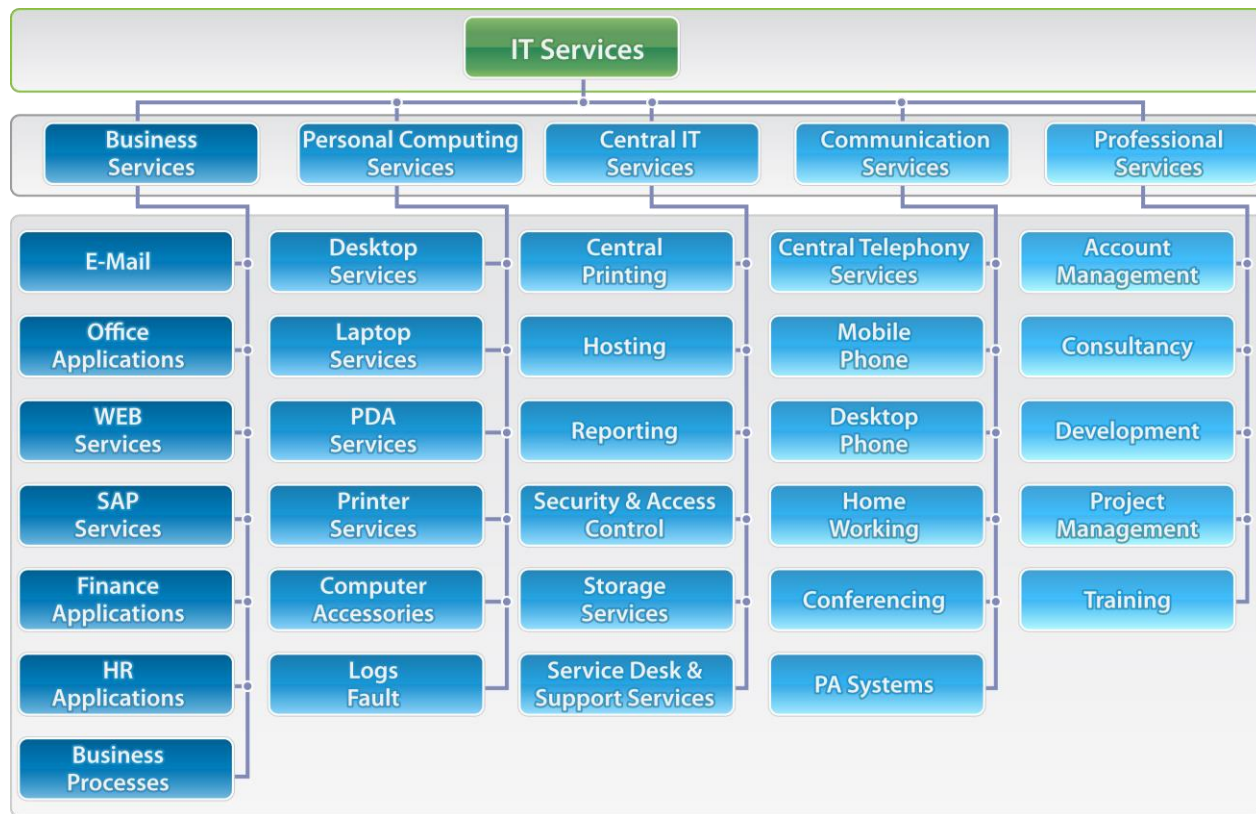 IT Services
Business
Services
Personal Computing
Services
Central IT
Services
Communication
Services
Professional
Services
E-Mail
Office
Applications
WEB
Services
SAP
Services
Finance
Applications
HR
Applications
Business
Processes
Desktop
Services
Laptop
Services
PDA
Services
Printer
Services
Computer
Accessories
Logs
Fault
Central
Printing
Hosting
Reporting
Security & Access
Control
Storage
Services
Service Desk &
Support Services
Central Telephony
Services
Mobile
Phone
Desktop
Phone
Home
Working
Conferencing
PA Systems
Account
Management
Consultancy
Development
Project
Management
Training